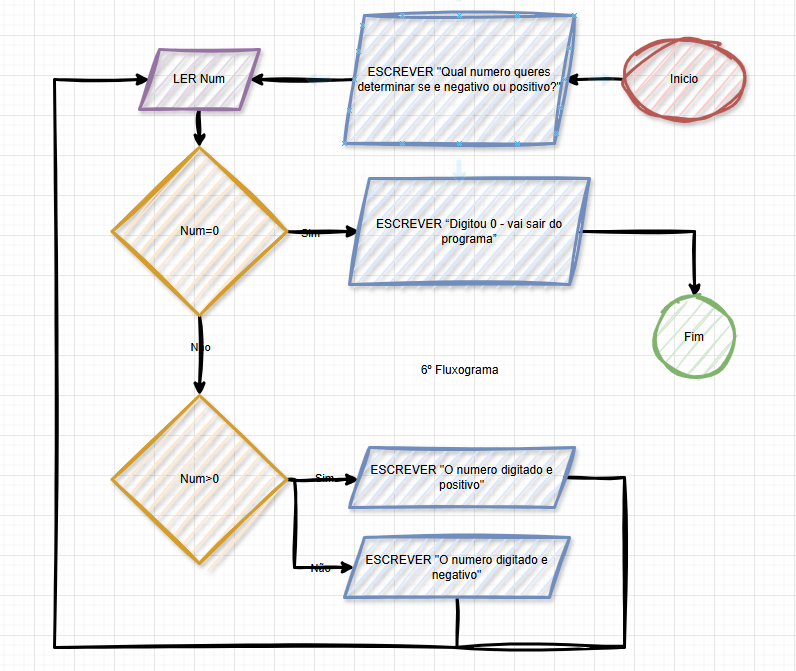 Inicio
ESCREVER "Qual numero queres
determinar se e negativo ou positivo?"
LER Num
Num=0
Sim
ESCREVER “Digitou 0 - vai sair do
programa”
Fim
Não
6º Fluxograma
Num>0
Sim
ESCREVER "O numero digitado e
positivo"
Não
ESCREVER "O numero digitado e
negativo"